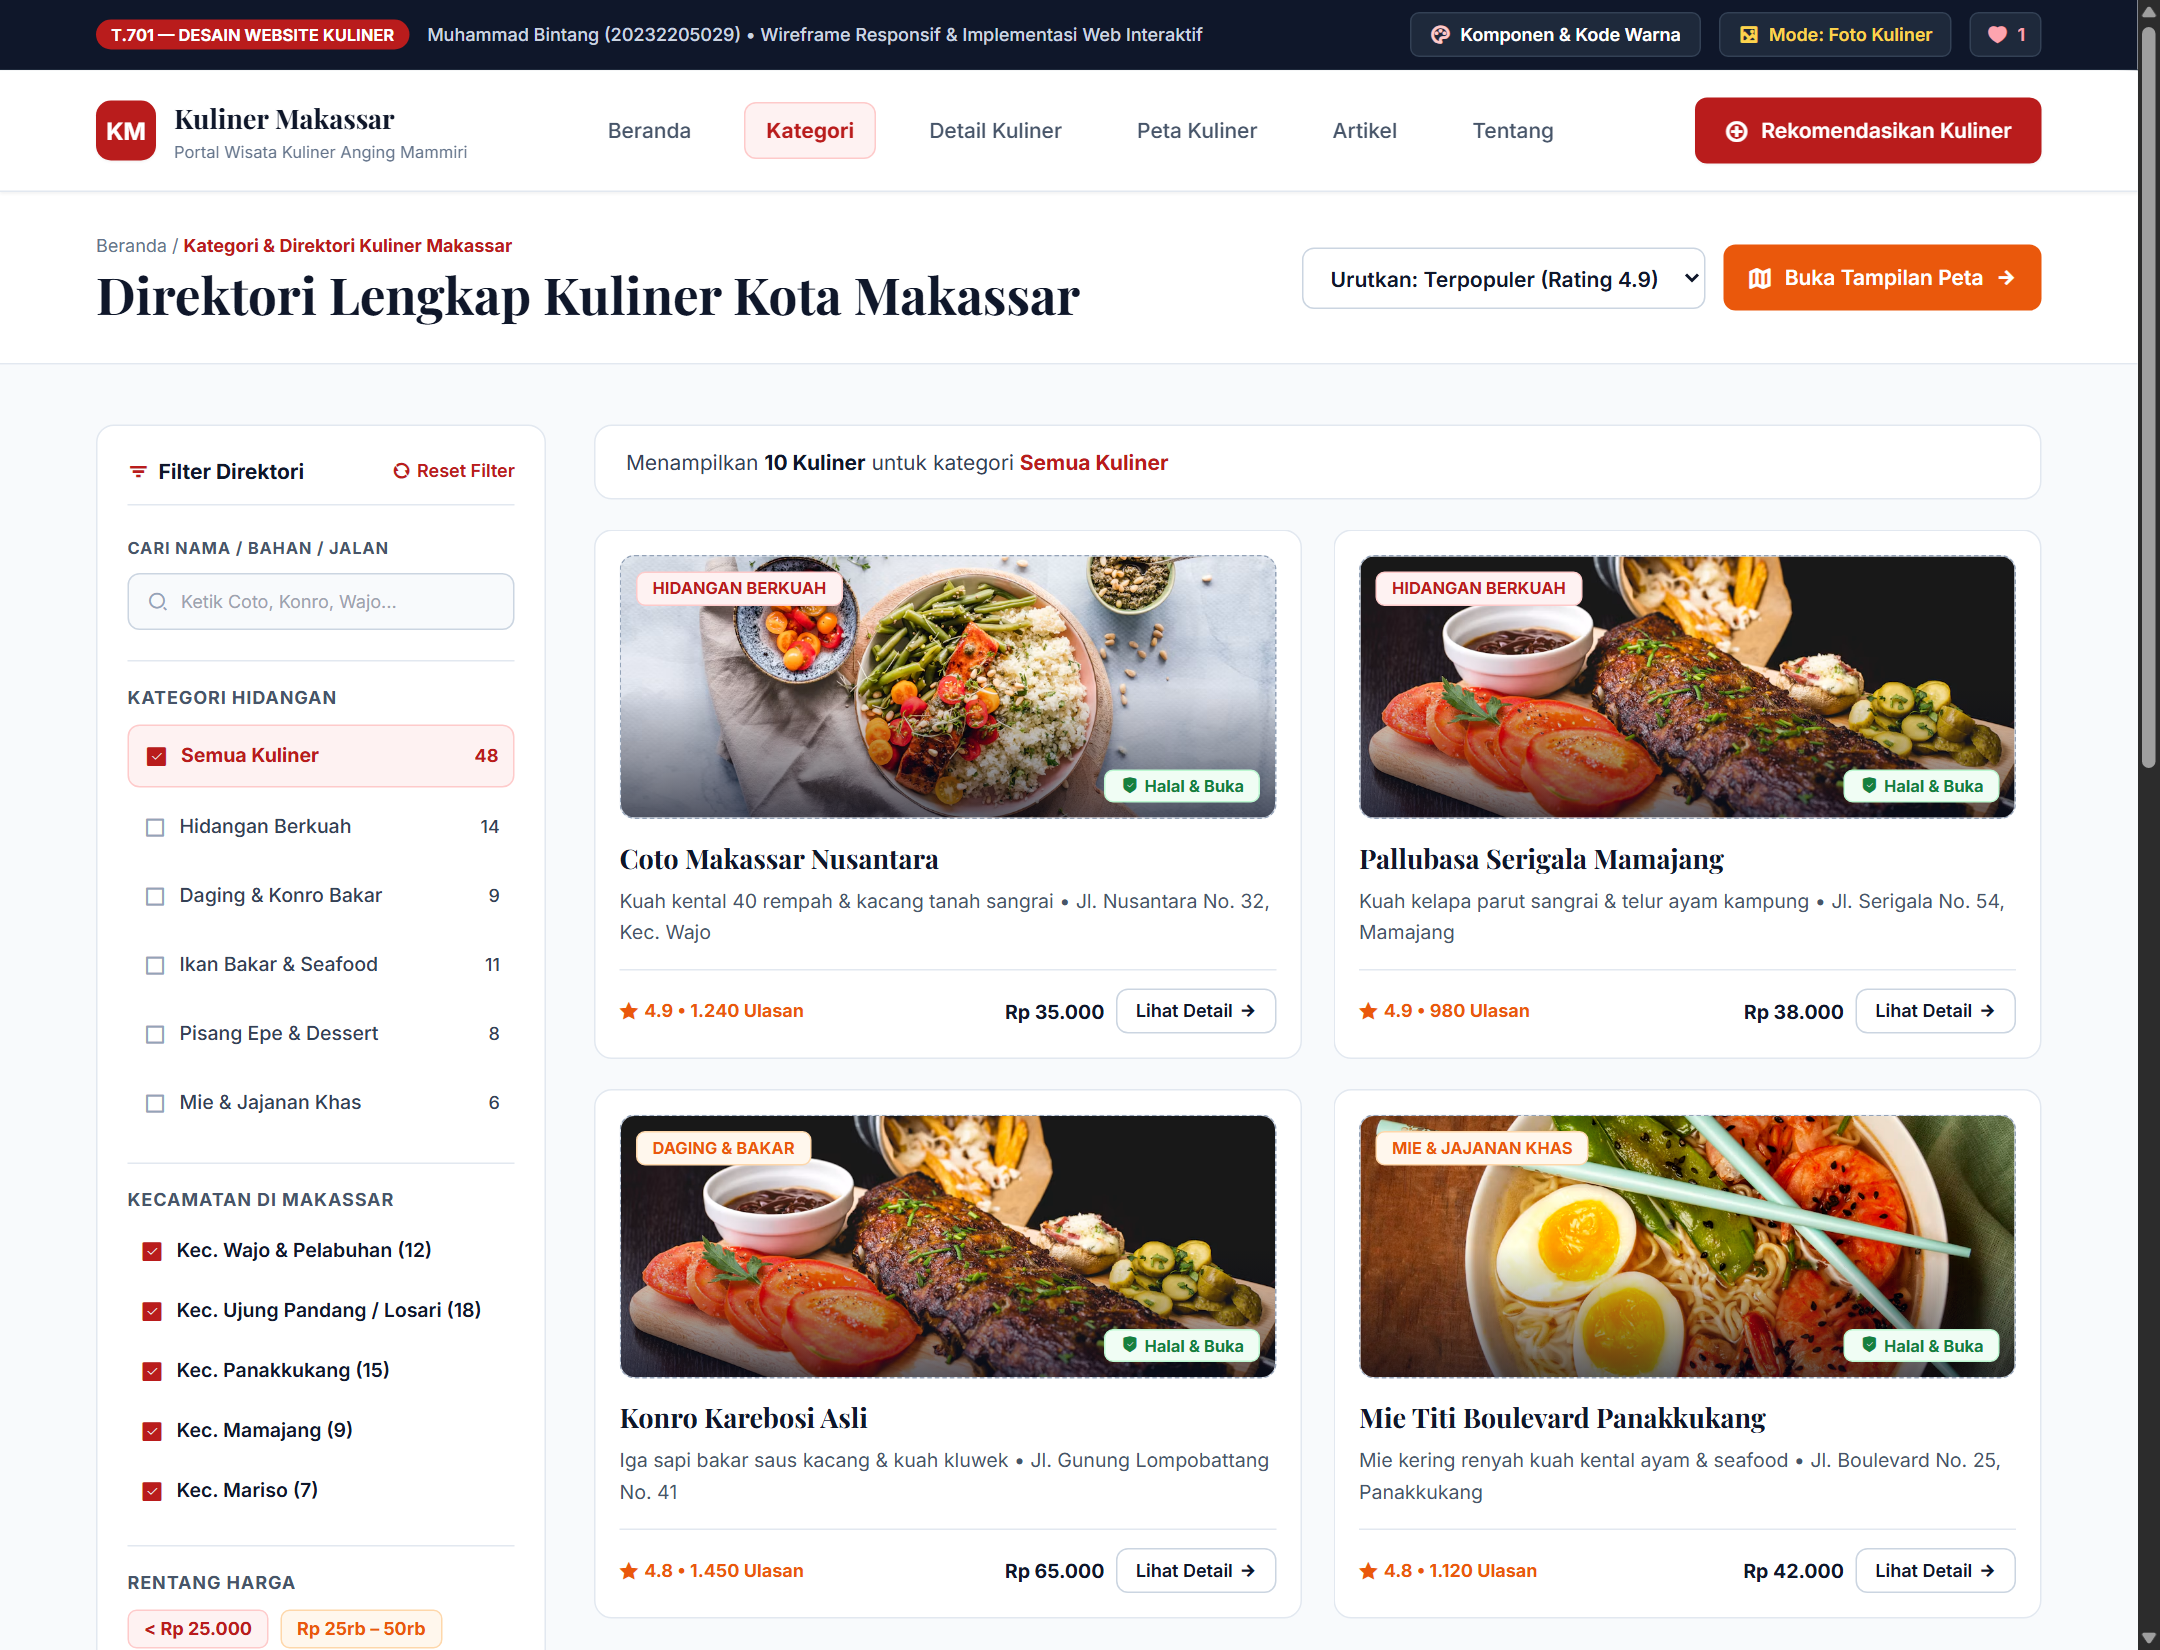 T.701 — DESAIN WEBSITE KULINER
Muhammad Bintang (20232205029) • Wireframe Responsif & Implementasi Web Interaktif
Komponen & Kode Warna
Mode: Foto Kuliner
1
KM
Kuliner Makassar
Portal Wisata Kuliner Anging Mammiri
Beranda
Kategori
Detail Kuliner
Peta Kuliner
Artikel
Tentang
Rekomendasikan Kuliner
Beranda / Kategori & Direktori Kuliner Makassar
Direktori Lengkap Kuliner Kota Makassar
Urutkan: Terpopuler (Rating 4.9)
Buka Tampilan Peta →
Filter Direktori
Reset Filter
CARI NAMA / BAHAN / JALAN
Ketik Coto, Konro, Wajo...
KATEGORI HIDANGAN
Semua Kuliner 48
Hidangan Berkuah 14
Daging & Konro Bakar 9
Ikan Bakar & Seafood 11
Pisang Epe & Dessert 8
Mie & Jajanan Khas 6
KECAMATAN DI MAKASSAR
Kec. Wajo & Pelabuhan (12)
Kec. Ujung Pandang / Losari (18)
Kec. Panakkukang (15)
Kec. Mamajang (9)
Kec. Mariso (7)
RENTANG HARGA
< Rp 25.000
Rp 25rb – 50rb
Menampilkan 10 Kuliner untuk kategori Semua Kuliner
HIDANGAN BERKUAH
Halal & Buka
Coto Makassar Nusantara
Kuah kental 40 rempah & kacang tanah sangrai • Jl. Nusantara No. 32,
Kec. Wajo
4.9 • 1.240 Ulasan
Rp 35.000
Lihat Detail →
HIDANGAN BERKUAH
Halal & Buka
Pallubasa Serigala Mamajang
Kuah kelapa parut sangrai & telur ayam kampung • Jl. Serigala No. 54,
Mamajang
4.9 • 980 Ulasan
Rp 38.000
Lihat Detail →
DAGING & BAKAR
Halal & Buka
Konro Karebosi Asli
Iga sapi bakar saus kacang & kuah kluwek • Jl. Gunung Lompobattang
No. 41
4.8 • 1.450 Ulasan
Rp 65.000
Lihat Detail →
MIE & JAJANAN KHAS
Halal & Buka
Mie Titi Boulevard Panakkukang
Mie kering renyah kuah kental ayam & seafood • Jl. Boulevard No. 25,
Panakkukang
4.8 • 1.120 Ulasan
Rp 42.000
Lihat Detail →